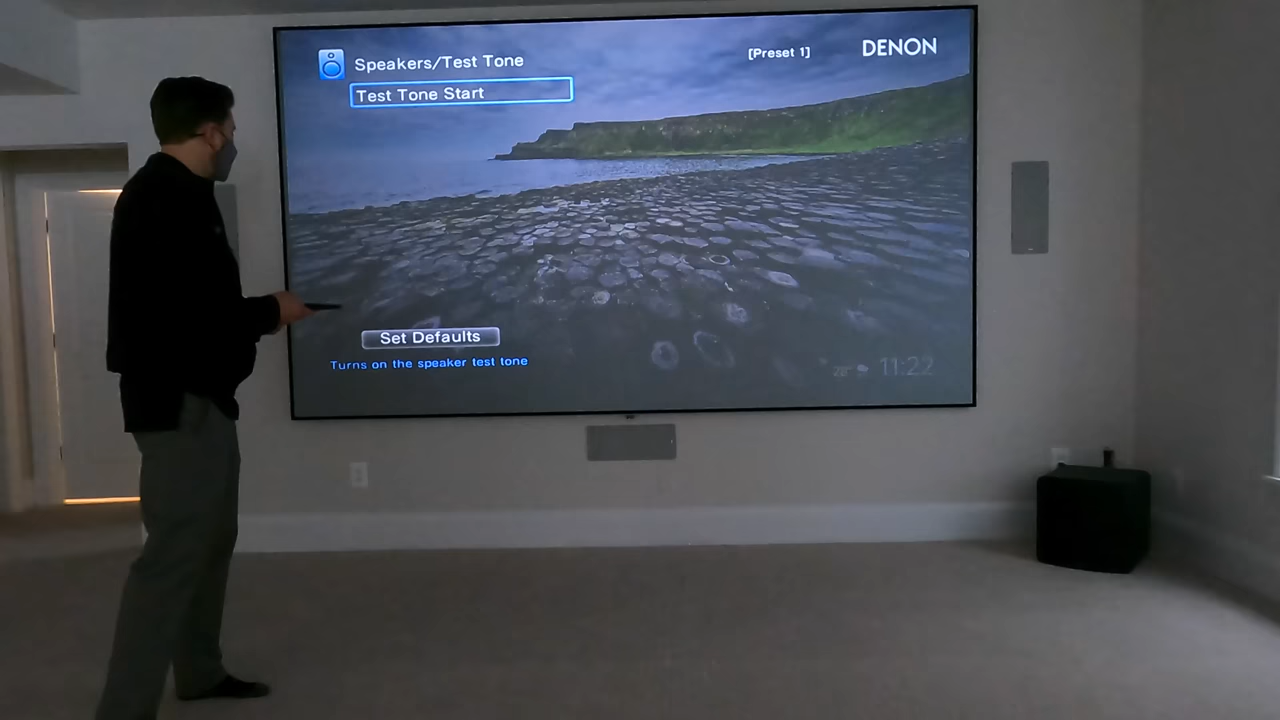 Speakers/Test Tone
[Preset 1]
DENON
Test Tone Start
Set Defaults
Turns on the speaker test tone
28°
11:22